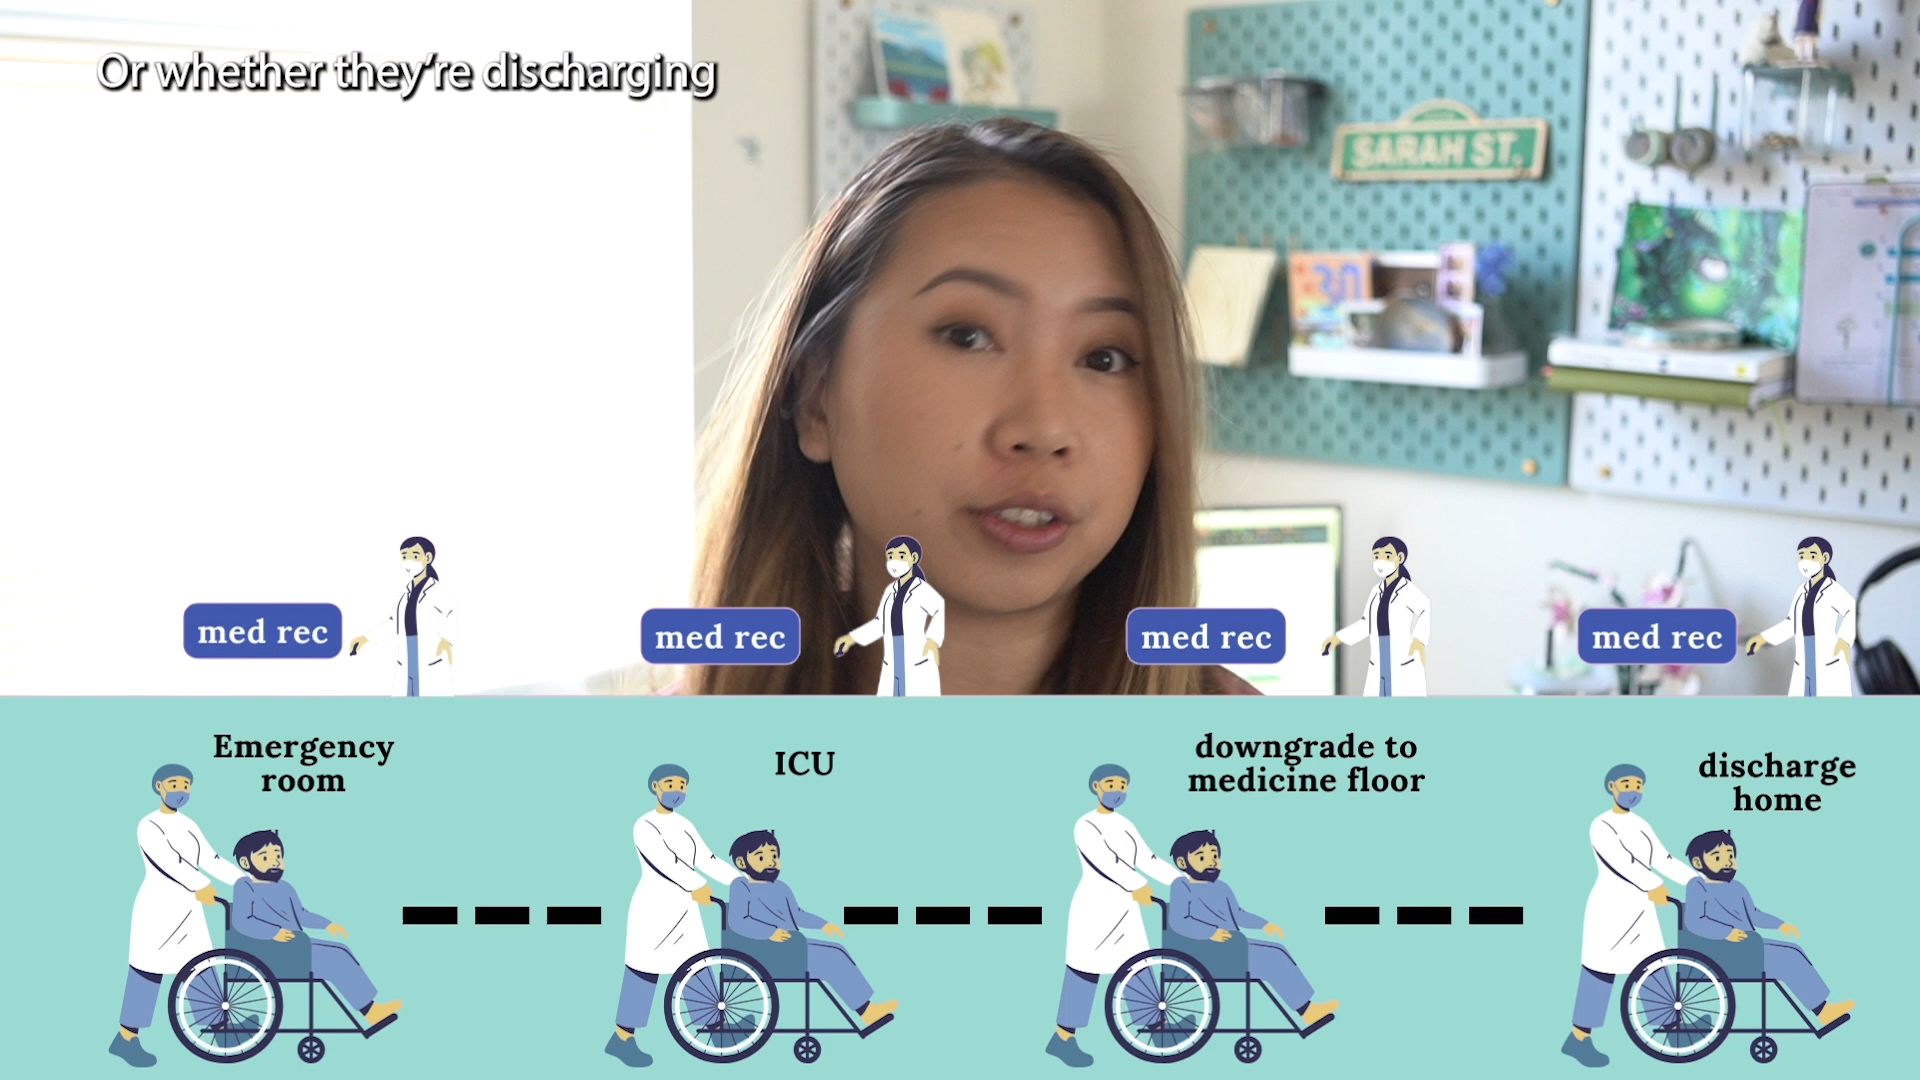 Or whether they're discharging
SARAH ST.
30
med rec
med rec
med rec
med rec
Emergency
room
ICU
downgrade to
medicine floor
discharge
home